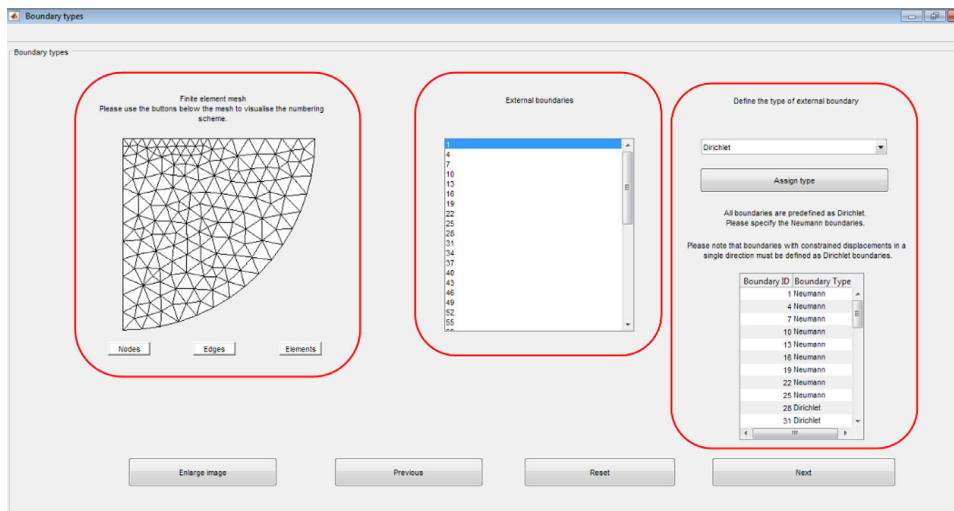 Boundary types
Boundary types
Finite element mesh
Please use the buttons below the mesh to visualise the numbering
scheme.
Nodes
Edges
Elements
External boundaries
1
4
7
10
13
16
19
22
25
28
31
34
37
40
43
46
49
52
55
Define the type of external boundary
Dirichlet
Assign type
All boundaries are predefined as Dirichlet.
Please specify the Neumann boundaries.
Please note that boundaries with constrained displacements in a
single direction must be defined as Dirichlet boundaries.
Boundary ID Boundary Type
1 Neumann
4 Neumann
7 Neumann
10 Neumann
13 Neumann
16 Neumann
19 Neumann
22 Neumann
25 Neumann
28 Dirichlet
31 Dirichlet
Enlarge image
Previous
Reset
Next